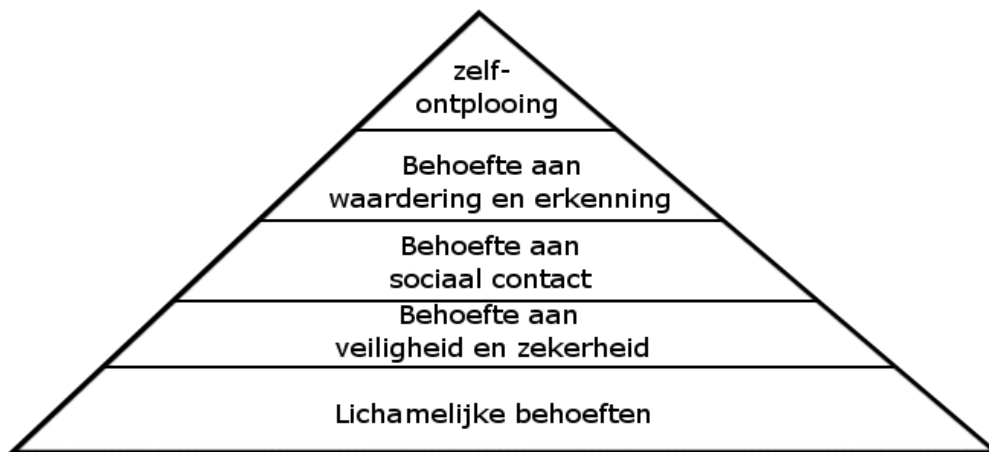 zelf-
ontplooing
Behoefte aan
waardering en erkenning
Behoefte aan
sociaal contact
Behoefte aan
veiligheid en zekerheid
Lichamelijke behoeften